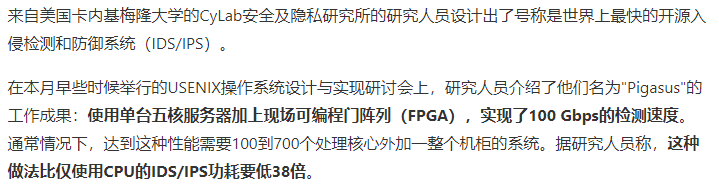 来自美国卡内基梅隆大学的CyLab安全及隐私研究所的研究人员设计出了号称是世界上最快的开源入
侵检测和防御系统（IDS/IPS）。
在本月早些时候举行的USENIX操作系统设计与实现研讨会上，研究人员介绍了他们名为"Pigasus"的
工作成果：使用单台五核服务器加上现场可编程门阵列（FPGA），实现了100 Gbps的检测速度。
通常情况下，达到这种性能需要100到700个处理核心外加一整个机柜的系统。据研究人员称，这种
做法比仅使用CPU的IDS/IPS功耗要低38倍。